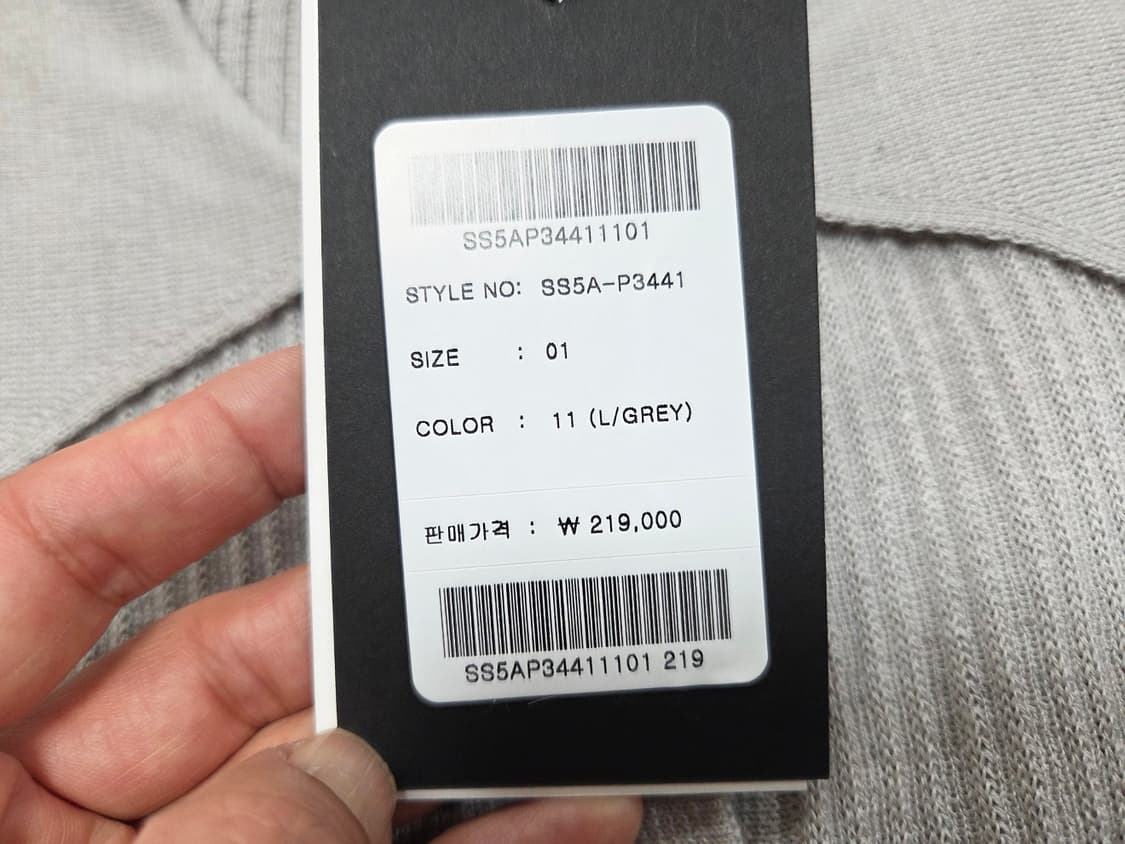 SS5AP34411101
STYLE NO: SS5A-P3441
SIZE : 01
COLOR : 11 (L/GREY)
판매가격 : ₩ 219,000
SS5AP34411101 219